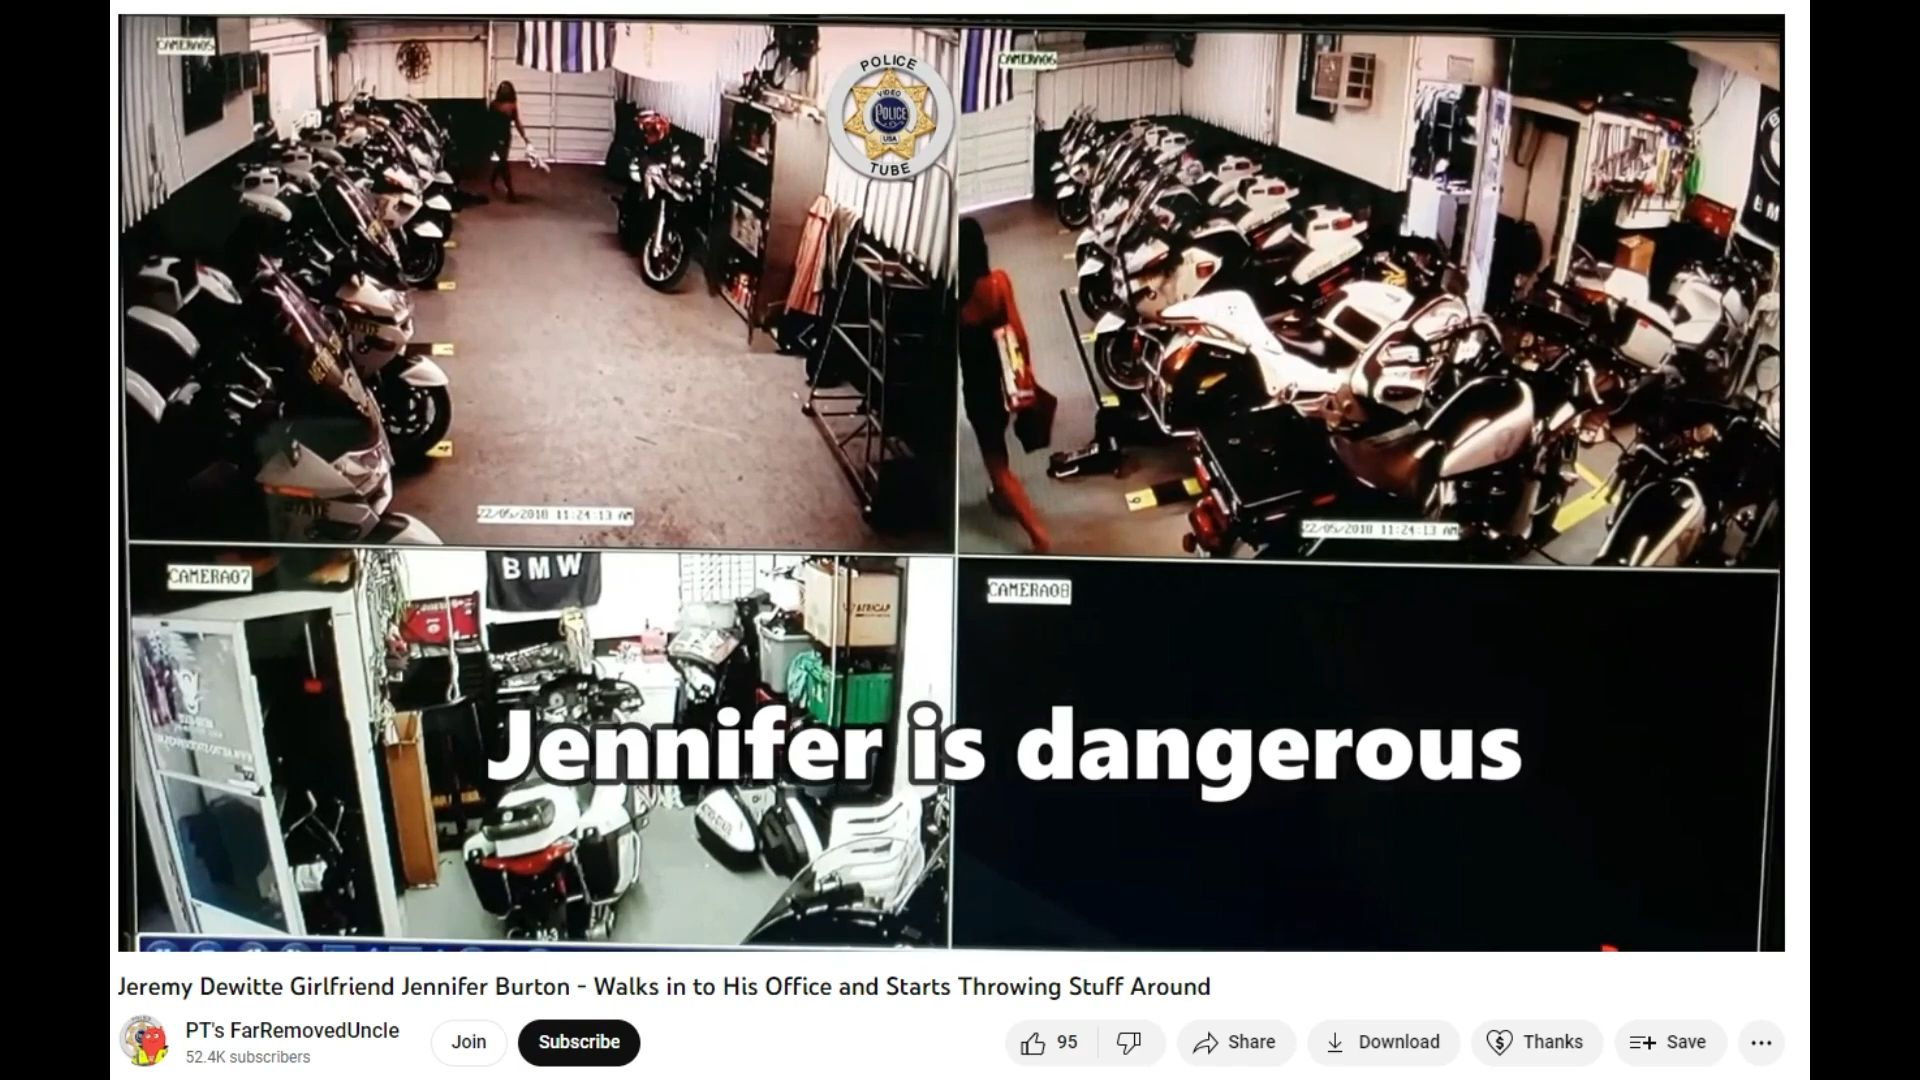 CAMERA05
CAMERA06
POLICE
VIDEO
POLICE
USA
TUBE
22/05/2018 11:24:13 AM
22/05/2018 11:24:13 AM
CAMERA07
BMW
CAMERA08
Jennifer is dangerous
Jeremy Dewitte Girlfriend Jennifer Burton - Walks in to His Office and Starts Throwing Stuff Around
PT's FarRemovedUncle
52.4K subscribers
Join
Subscribe
95
Share
Download
Thanks
Save